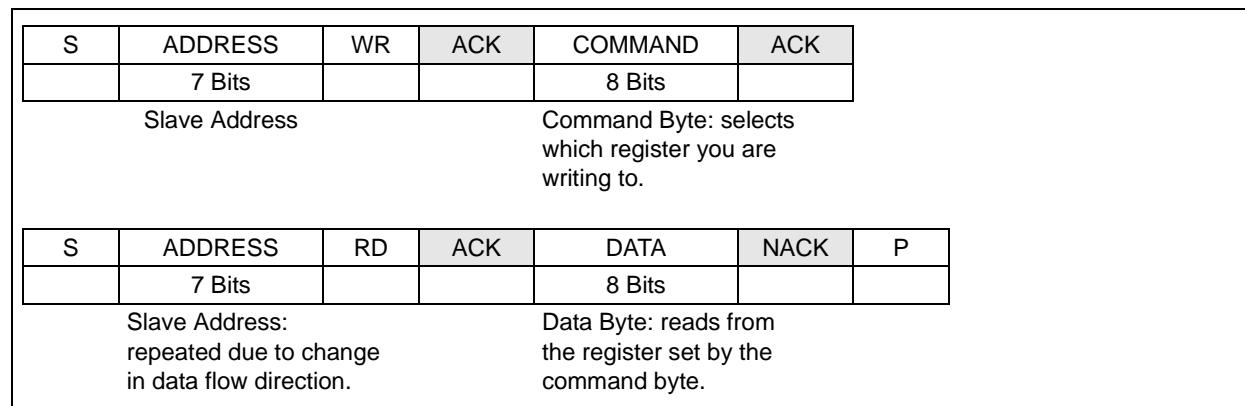 S ADDRESS WR ACK COMMAND ACK
7 Bits 8 Bits
Slave Address
Command Byte: selects
which register you are
writing to.
S ADDRESS RD ACK DATA NACK P
7 Bits 8 Bits
Slave Address:
repeated due to change
in data flow direction.
Data Byte: reads from
the register set by the
command byte.